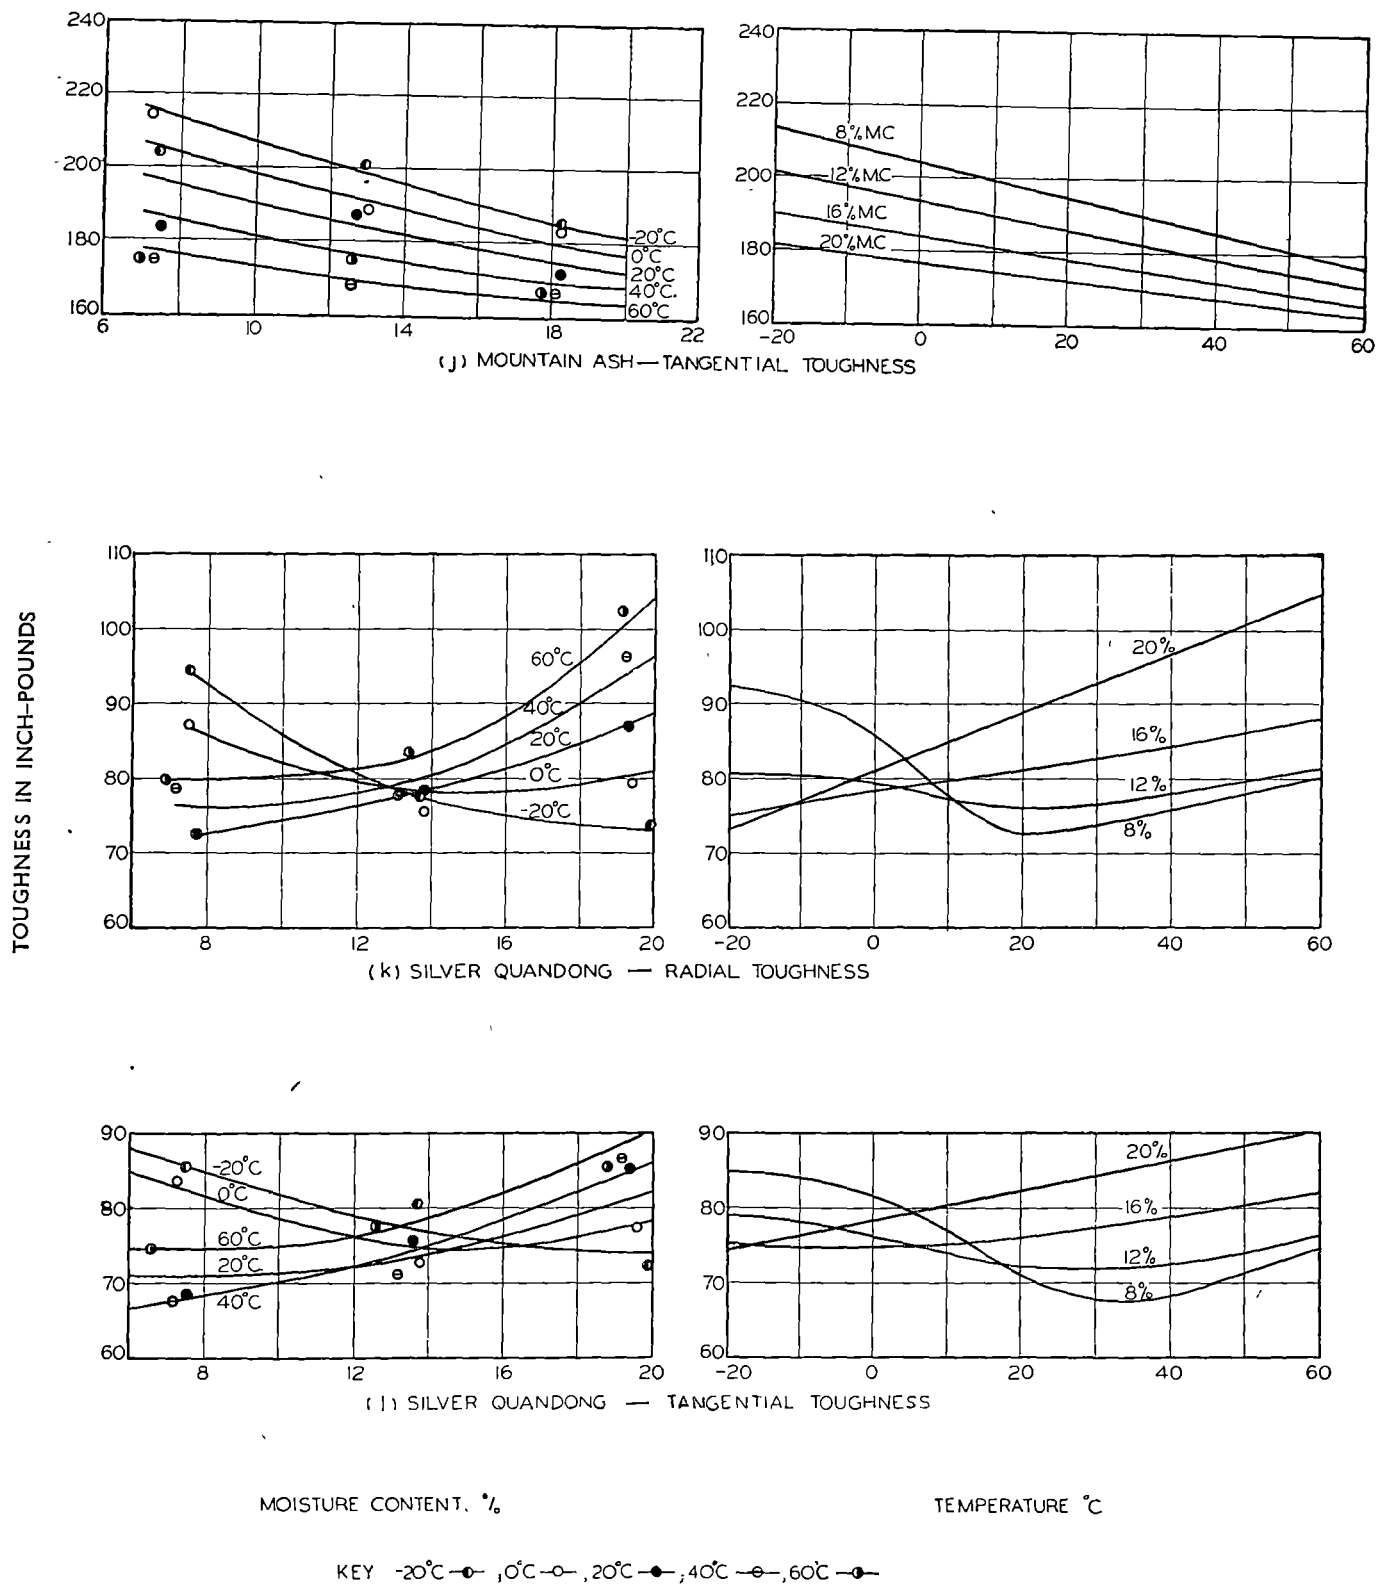 240
220
200
180
160
6
10
14
18
22
-20°C
0°C
20°C
40°C.
60°C
240
220
200
180
160
8% MC
12% MC
16% MC
20% M.C
-20
0
20
40
60
(j) MOUNTAIN ASH—TANGENTIAL TOUGHNESS
TOUGHNESS IN INCH-POUNDS
110
100
90
80
70
60
60°C
40°C
20°C
0°C
-20°C
8
12
16
20
110
100
90
80
70
60
20%
16%
12%
8%
-20
0
20
40
60
(k) SILVER QUANDONG — RADIAL TOUGHNESS
90
80
70
60
-20°C
0°C
60°C
20°C
40°C
8
12
16
20
90
80
70
60
20%
16%
12%
8%
-20
0
20
40
60
(l) SILVER QUANDONG — TANGENTIAL TOUGHNESS
MOISTURE CONTENT. %
TEMPERATURE °C
KEY -20°C , 0°C , 20°C ; 40°C , 60°C